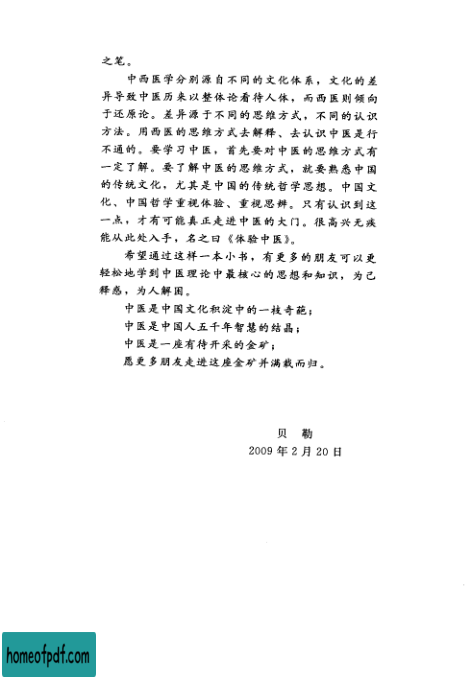 之笔。
中西医学分别源自不同的文化体系，文化的差
异导致中医历来以整体论看待人体，而西医则倾向
于还原论。差异源于不同的思维方式，不同的认识
方法。用西医的思维方式去解释、去认识中医是行
不通的。要学习中医，首先要对中医的思维方式有
一定了解。要了解中医的思维方式，就要熟悉中国
的传统文化，尤其是中国的传统哲学思想。中国文
化、中国哲学重视体验、重视思辨。只有认识到这
一点，才有可能真正走进中医的大门。很高兴无疾
能从此处入手，名之曰《体验中医》。
希望通过这样一本小书，有更多的朋友可以更
轻松地学到中医理论中最核心的思想和知识，为己
释惑，为人解困。
中医是中国文化积淀中的一枝奇葩；
中医是中国人五千年智慧的结晶；
中医是一座有待开采的金矿；
愿更多朋友走进这座金矿并满载而归。
贝 勒
2009 年 2 月 20 日
homeofpdf.com